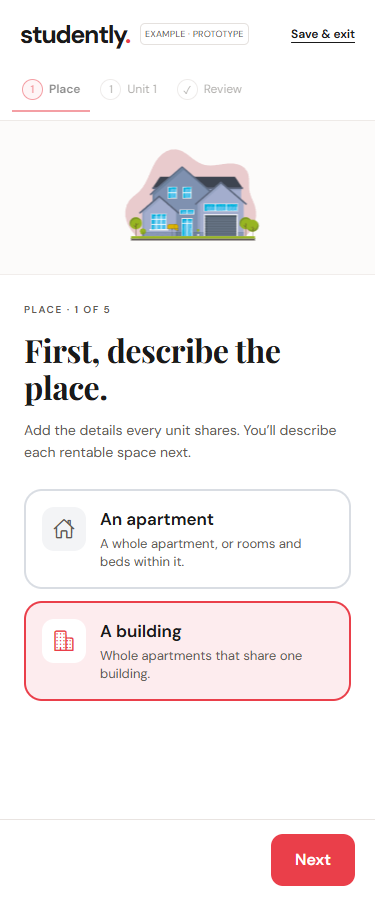 studently.
EXAMPLE · PROTOTYPE
Save & exit
1 Place
1 Unit 1
✓ Review
PLACE · 1 OF 5
First, describe the
place.
Add the details every unit shares. You’ll describe
each rentable space next.
An apartment
A whole apartment, or rooms and
beds within it.
A building
Whole apartments that share one
building.
Next